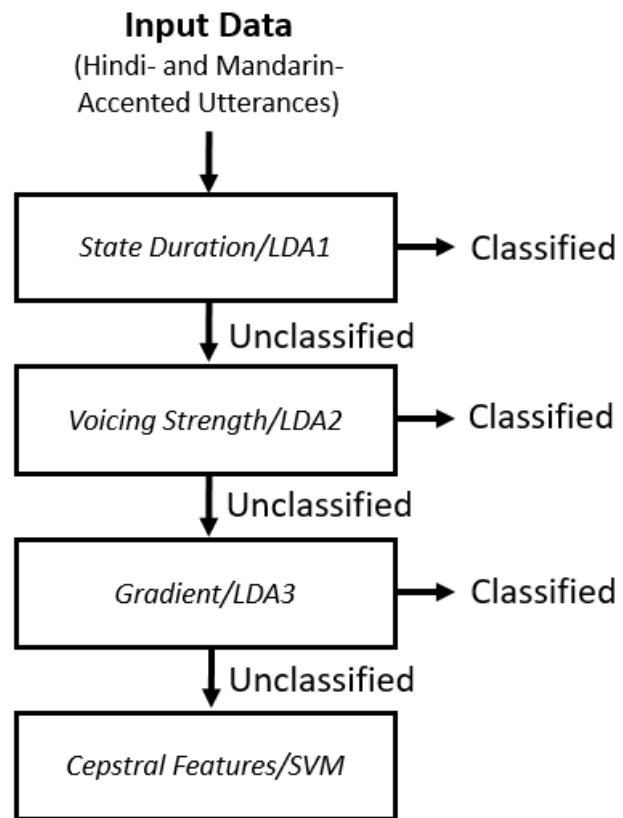 Input Data
(Hindi- and Mandarin-
Accented Utterances)
State Duration/LDA1
Classified
Unclassified
Voicing Strength/LDA2
Classified
Unclassified
Gradient/LDA3
Classified
Unclassified
Cepstral Features/SVM